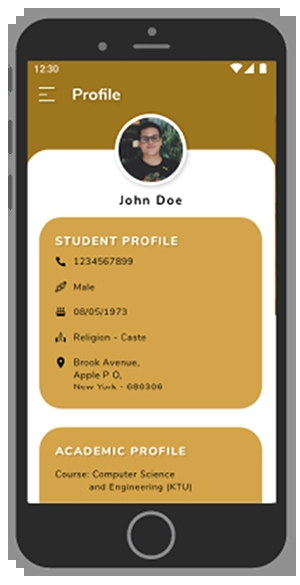 12:30
Profile
John Doe
STUDENT PROFILE
1234567899
Male
08/05/1973
Religion - Caste
Brook Avenue,
Apple P O,
New York - 680306
ACADEMIC PROFILE
Course: Computer Science
and Engineering (KTU)